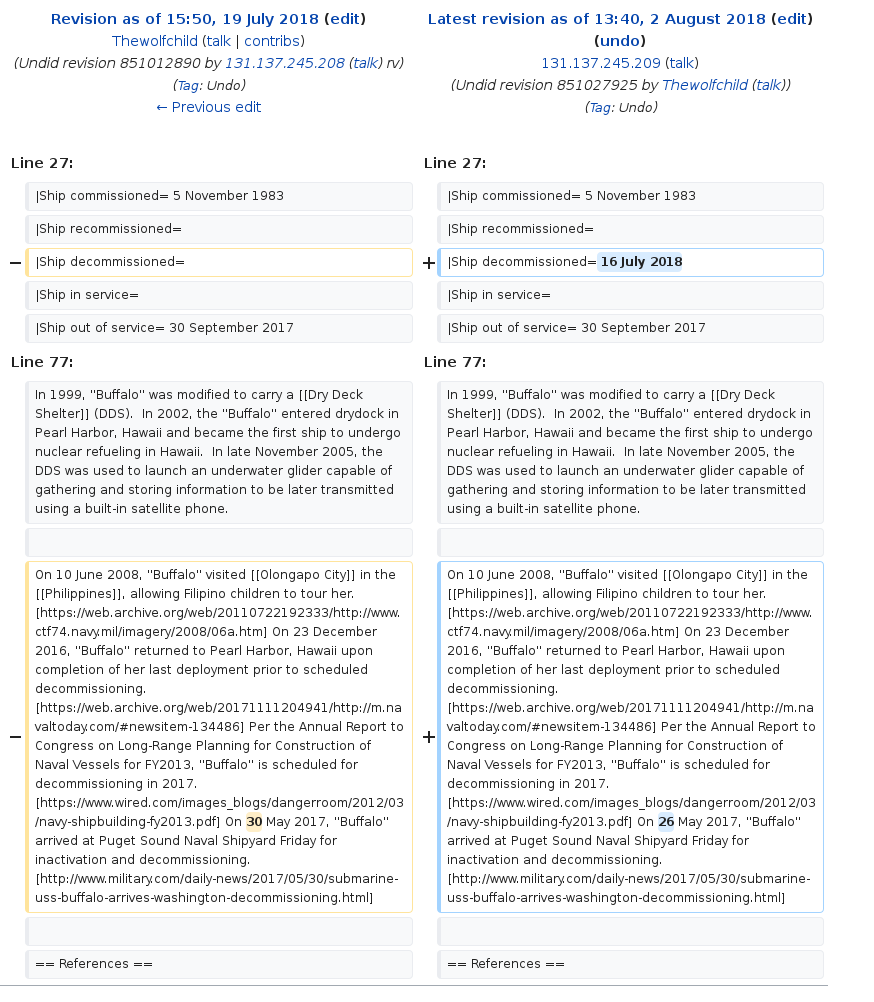 Revision as of 15:50, 19 July 2018 (edit)
Thewolfchild (talk | contribs)
(Undid revision 851012890 by 131.137.245.208 (talk) rv)
(Tag: Undo)
← Previous edit
Latest revision as of 13:40, 2 August 2018 (edit)
(undo)
131.137.245.209 (talk)
(Undid revision 851027925 by Thewolfchild (talk))
(Tag: Undo)
Line 27:
Line 27:
|Ship commissioned= 5 November 1983
|Ship commissioned= 5 November 1983
|Ship recommissioned=
|Ship recommissioned=
− |Ship decommissioned=
+ |Ship decommissioned= 16 July 2018
|Ship in service=
|Ship in service=
|Ship out of service= 30 September 2017
|Ship out of service= 30 September 2017
Line 77:
Line 77:
In 1999, ''Buffalo'' was modified to carry a [[Dry Deck
Shelter]] (DDS).  In 2002, the ''Buffalo'' entered drydock in
Pearl Harbor, Hawaii and became the first ship to undergo
nuclear refueling in Hawaii.  In late November 2005, the
DDS was used to launch an underwater glider capable of
gathering and storing information to be later transmitted
using a built-in satellite phone.
In 1999, ''Buffalo'' was modified to carry a [[Dry Deck
Shelter]] (DDS).  In 2002, the ''Buffalo'' entered drydock in
Pearl Harbor, Hawaii and became the first ship to undergo
nuclear refueling in Hawaii.  In late November 2005, the
DDS was used to launch an underwater glider capable of
gathering and storing information to be later transmitted
using a built-in satellite phone.
On 10 June 2008, ''Buffalo'' visited [[Olongapo City]] in the
[[Philippines]], allowing Filipino children to tour her.
[https://web.archive.org/web/20110722192333/http://www.
ctf74.navy.mil/imagery/2008/06a.htm] On 23 December
2016, ''Buffalo'' returned to Pearl Harbor, Hawaii upon
completion of her last deployment prior to scheduled
decommissioning.
[https://web.archive.org/web/20171111204941/http://m.na
valtoday.com/#newsitem-134486] Per the Annual Report to
− Congress on Long-Range Planning for Construction of
Naval Vessels for FY2013, ''Buffalo'' is scheduled for
decommissioning in 2017.
[https://www.wired.com/images_blogs/dangerroom/2012/03
/navy-shipbuilding-fy2013.pdf] On 30 May 2017, ''Buffalo''
arrived at Puget Sound Naval Shipyard Friday for
inactivation and decommissioning.
[http://www.military.com/daily-news/2017/05/30/submarine-
uss-buffalo-arrives-washington-decommissioning.html]
On 10 June 2008, ''Buffalo'' visited [[Olongapo City]] in the
[[Philippines]], allowing Filipino children to tour her.
[https://web.archive.org/web/20110722192333/http://www.
ctf74.navy.mil/imagery/2008/06a.htm] On 23 December
2016, ''Buffalo'' returned to Pearl Harbor, Hawaii upon
completion of her last deployment prior to scheduled
decommissioning.
[https://web.archive.org/web/20171111204941/http://m.na
valtoday.com/#newsitem-134486] Per the Annual Report to
+ Congress on Long-Range Planning for Construction of
Naval Vessels for FY2013, ''Buffalo'' is scheduled for
decommissioning in 2017.
[https://www.wired.com/images_blogs/dangerroom/2012/03
/navy-shipbuilding-fy2013.pdf] On 26 May 2017, ''Buffalo''
arrived at Puget Sound Naval Shipyard Friday for
inactivation and decommissioning.
[http://www.military.com/daily-news/2017/05/30/submarine-
uss-buffalo-arrives-washington-decommissioning.html]
== References ==
== References ==